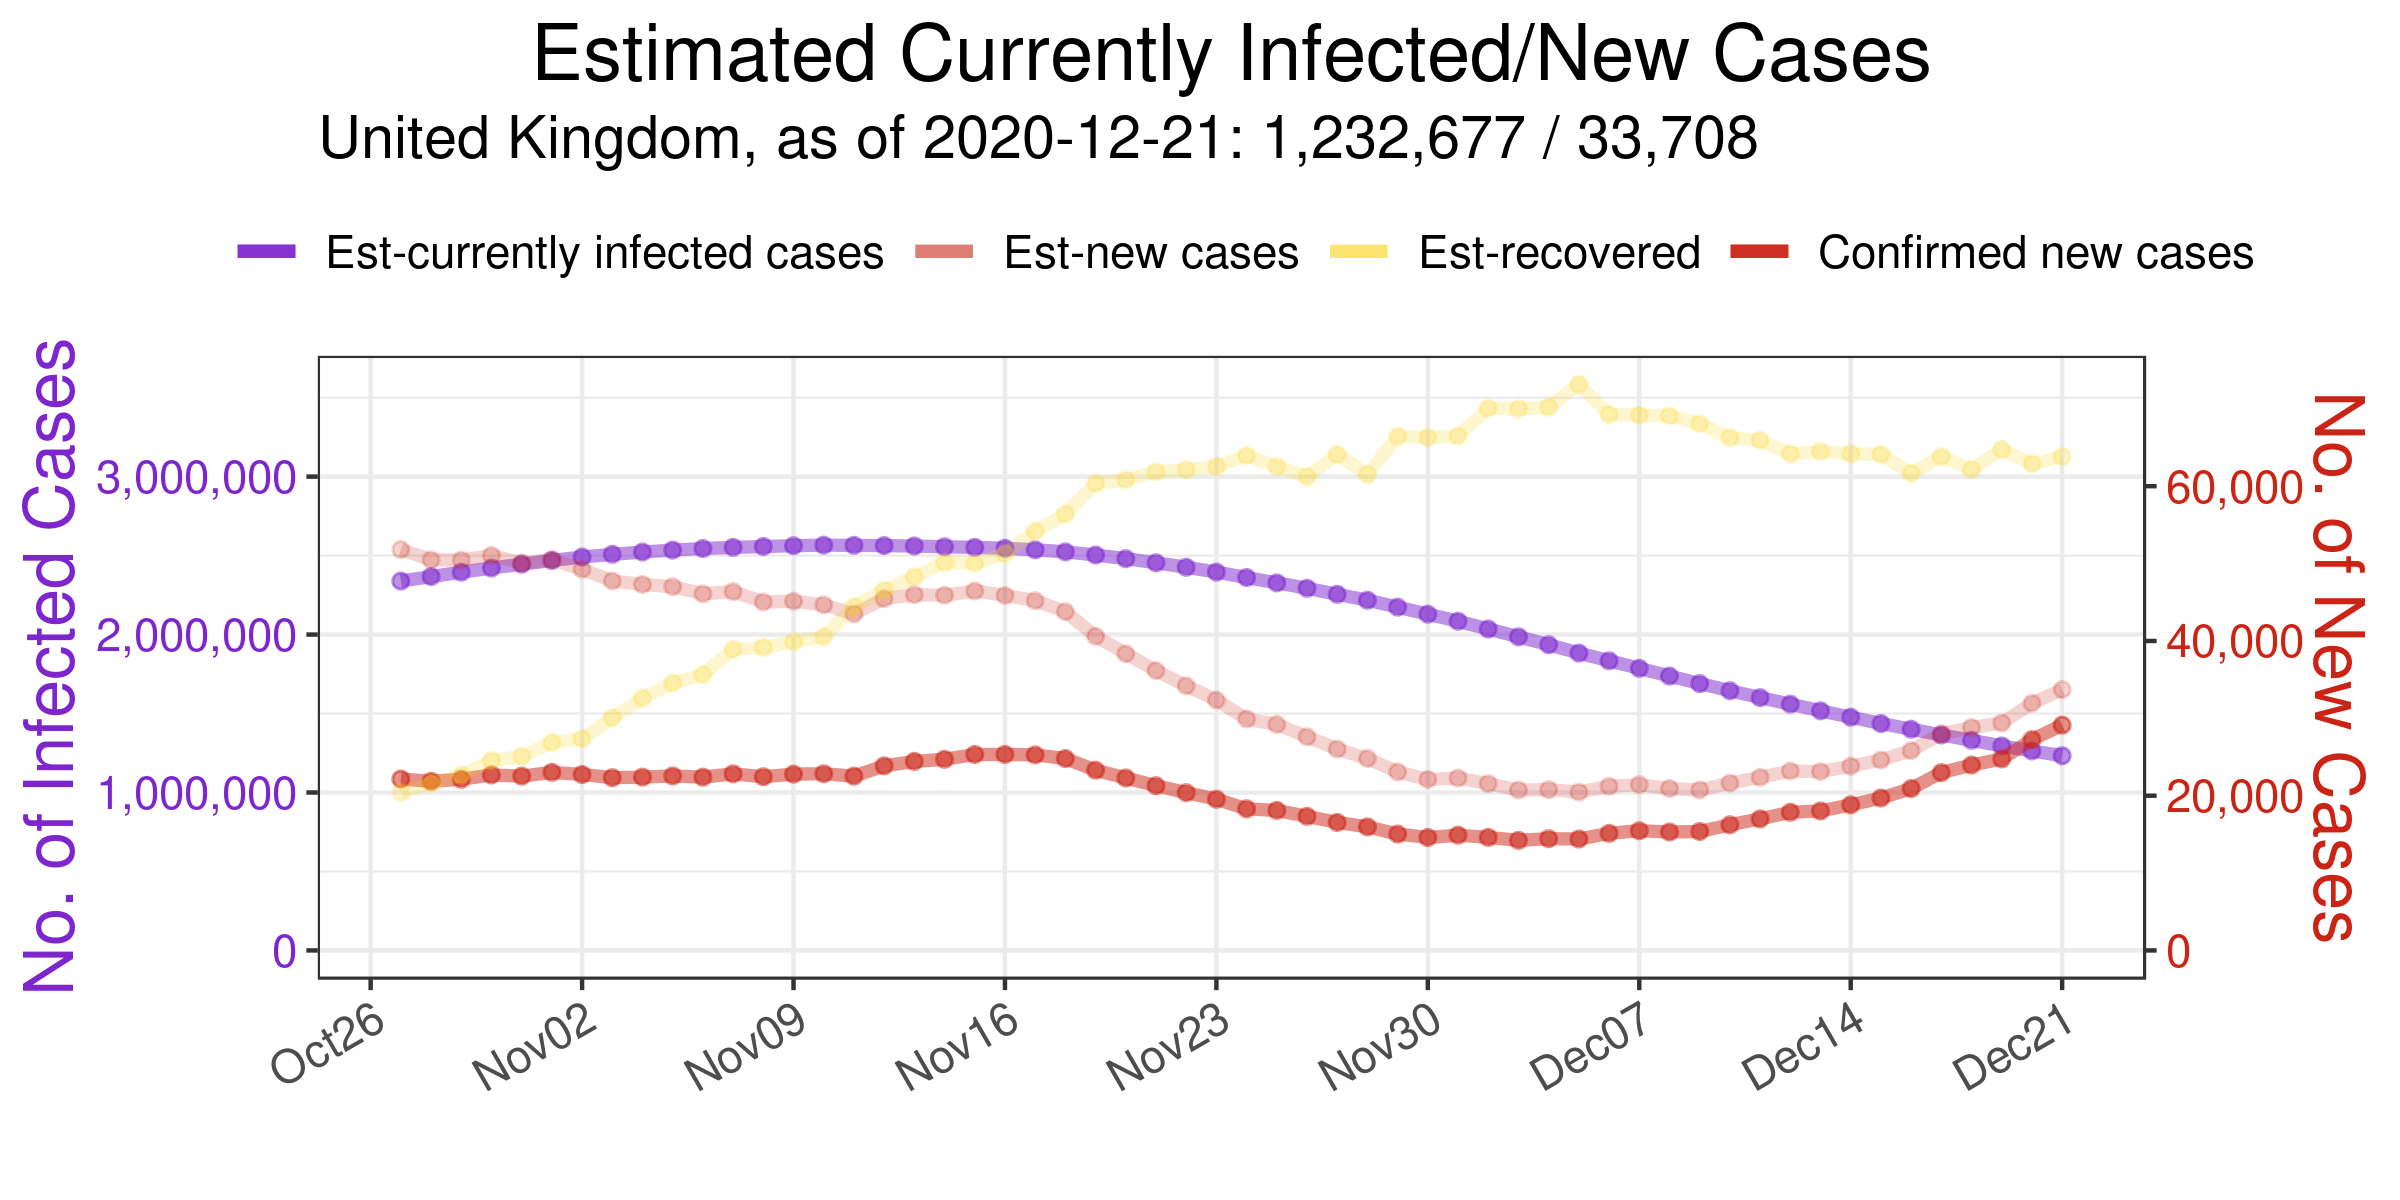 Estimated Currently Infected/New Cases
United Kingdom, as of 2020-12-21: 1,232,677 / 33,708
Est-currently infected cases Est-new cases Est-recovered Confirmed new cases
No. of Infected Cases
3,000,000
2,000,000
1,000,000
0
60,000
40,000
20,000
0
No. of New Cases
Oct26 Nov02 Nov09 Nov16 Nov23 Nov30 Dec07 Dec14 Dec21